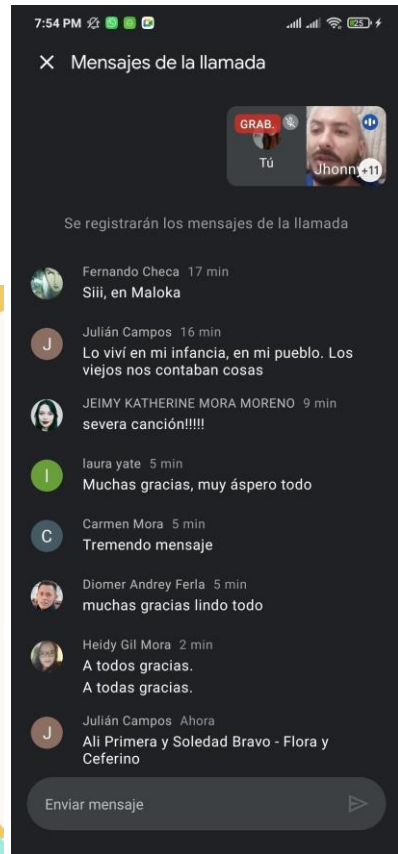 7:54 PM
25
Mensajes de la llamada
GRAB.
Tú
Jhonny
+11
Se registrarán los mensajes de la llamada
Fernando Checa 17 min
Siii, en Maloka
J
Julián Campos 16 min
Lo viví en mi infancia, en mi pueblo. Los
viejos nos contaban cosas
JEIMY KATHERINE MORA MORENO 9 min
severa canción!!!!!
l
laura yate 5 min
Muchas gracias, muy áspero todo
C
Carmen Mora 5 min
Tremendo mensaje
Diomer Andrey Ferla 5 min
muchas gracias lindo todo
Heidy Gil Mora 2 min
A todos gracias.
A todas gracias.
J
Julián Campos Ahora
Ali Primera y Soledad Bravo - Flora y
Ceferino
Enviar mensaje